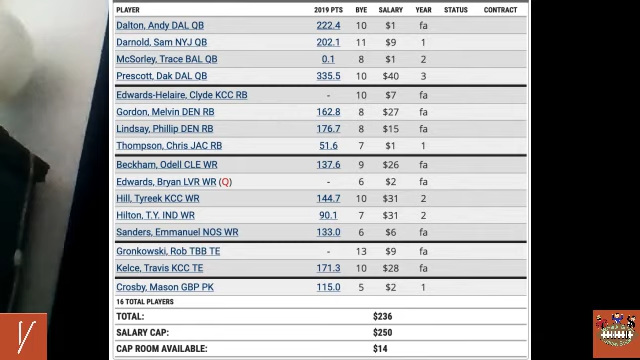 PLAYER 2019 PTS BYE SALARY YEAR STATUS CONTRACT
Dalton, Andy DAL QB 222.4 10 $1 fa
Darnold, Sam NYJ QB 202.1 11 $9 1
McSorley, Trace BAL QB 0.1 8 $1 2
Prescott, Dak DAL QB 335.5 10 $40 3
Edwards-Helaire, Clyde KCC RB - 10 $7 fa
Gordon, Melvin DEN RB 162.8 8 $27 fa
Lindsay, Phillip DEN RB 176.7 8 $15 fa
Thompson, Chris JAC RB 51.6 7 $1 1
Beckham, Odell CLE WR 137.6 9 $26 fa
Edwards, Bryan LVR WR (Q) - 6 $2 fa
Hill, Tyreek KCC WR 144.7 10 $31 2
Hilton, T.Y. IND WR 90.1 7 $31 2
Sanders, Emmanuel NOS WR 133.0 6 $6 fa
Gronkowski, Rob TBB TE - 13 $9 fa
Kelce, Travis KCC TE 171.3 10 $28 fa
Crosby, Mason GBP PK 115.0 5 $2 1
16 TOTAL PLAYERS
TOTAL: $236
SALARY CAP: $250
CAP ROOM AVAILABLE: $14
V